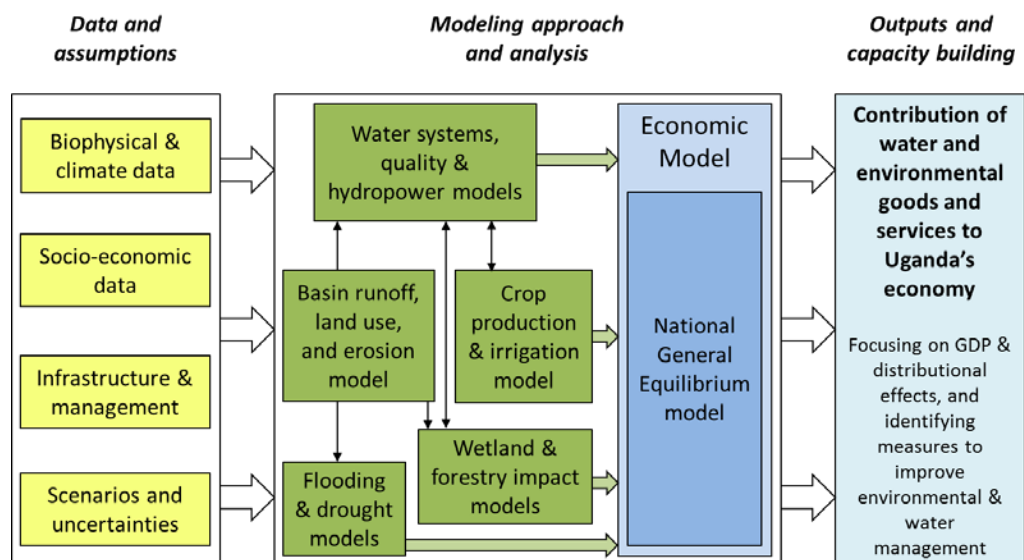 Data and
assumptions
Modeling approach
and analysis
Outputs and
capacity building
Biophysical &
climate data
Socio-economic
data
Infrastructure &
management
Scenarios and
uncertainties
Water systems,
quality &
hydropower models
Basin runoff,
land use,
and erosion
model
Crop
production
& irrigation
model
Wetland &
forestry impact
models
Flooding
& drought
models
Economic
Model
National
General
Equilibrium
model
Contribution of
water and
environmental
goods and
services to
Uganda's
economy
Focusing on GDP &
distributional
effects, and
identifying
measures to
improve
environmental &
water
management